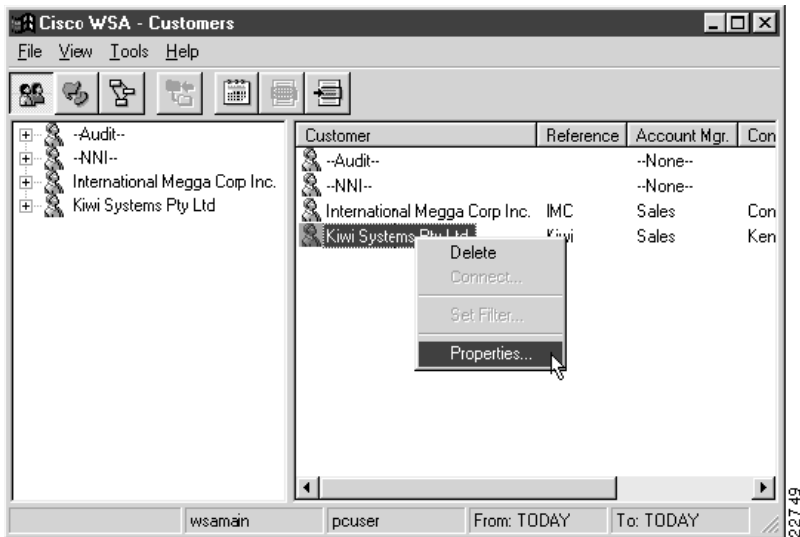 Cisco WSA - Customers
File View Tools Help
--Audit--
--NNI--
International Megga Corp Inc.
Kiwi Systems Pty Ltd
Customer Reference Account Mgr. Con
--Audit-- --None--
--NNI-- --None--
International Megga Corp Inc. IMC Sales Con
Kiwi Systems Pty Ltd Kiwi Sales Ken
Delete
Connect...
Set Filter...
Properties...
wsamain pcuser From: TODAY To: TODAY
22749